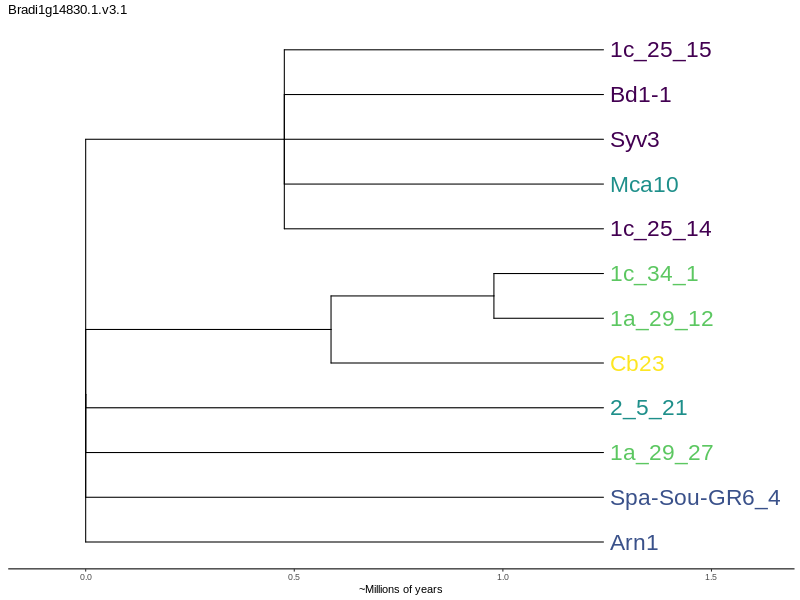 Bradi1g14830.1.v3.1
1c_25_15
Bd1-1
Syv3
Mca10
1c_25_14
1c_34_1
1a_29_12
Cb23
2_5_21
1a_29_27
Spa-Sou-GR6_4
Arn1
0.0 0.5 1.0 1.5
~Millions of years